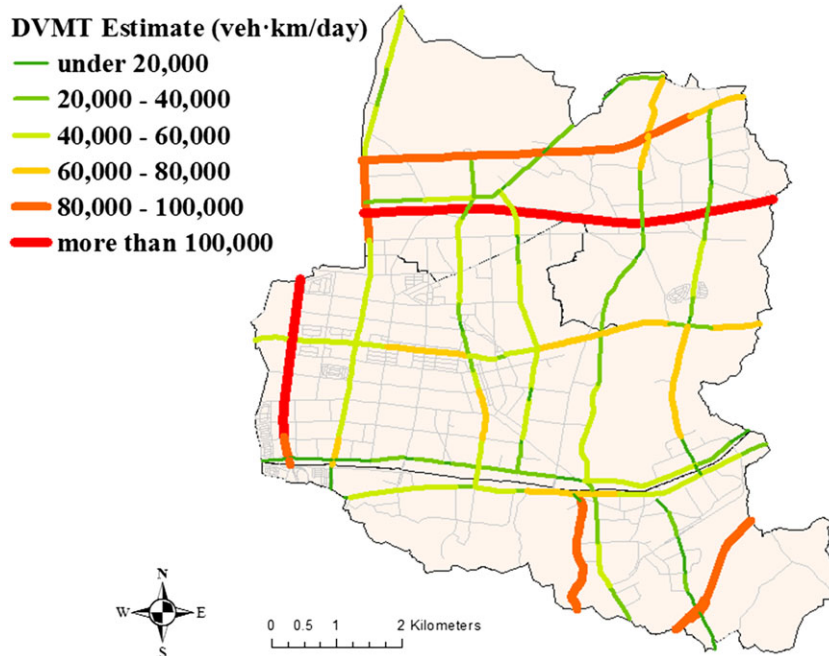 DVMT Estimate (veh·km/day)
under 20,000
20,000 - 40,000
40,000 - 60,000
60,000 - 80,000
80,000 - 100,000
more than 100,000
N
W E
S
0 0.5 1 2 Kilometers